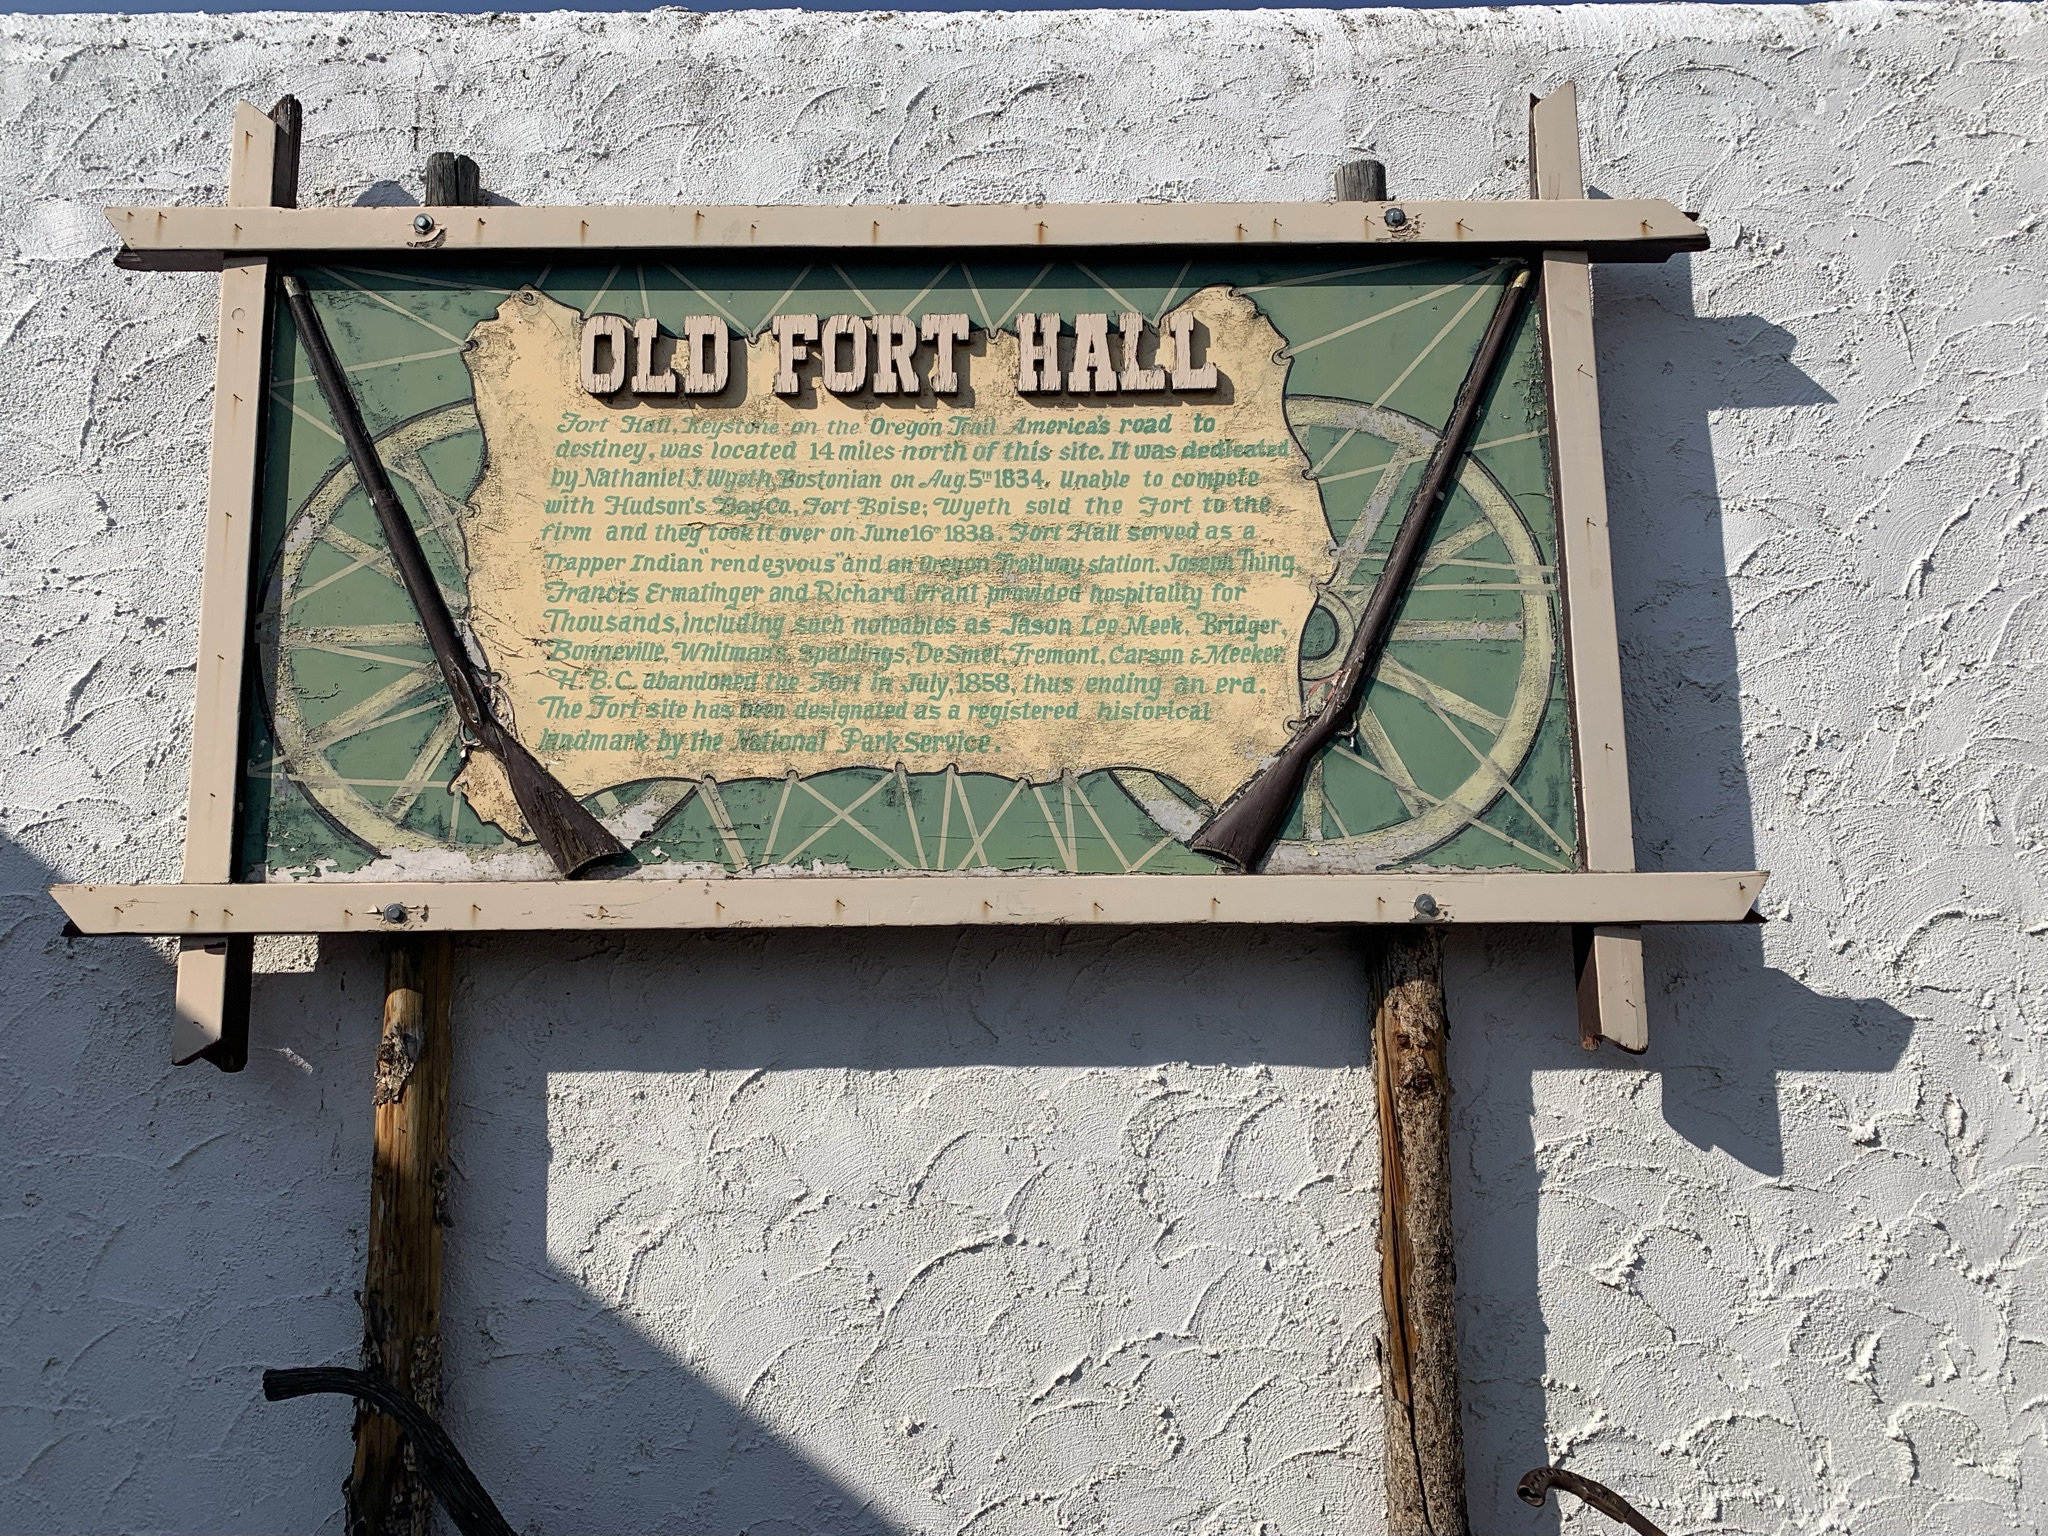 OLD FORT HALL
Fort Hall, Keystone on the Oregon Trail America's road to
destiney, was located 14 miles north of this site. It was dedicated
by Nathaniel J. Wyeth, Bostonian on Aug. 5th 1834. Unable to compete
with Hudson's Bay Co., Fort Boise; Wyeth sold the Fort to the
firm and they took it over on June 16th 1838. Fort Hall served as a
Trapper Indian "rendezvous" and an Oregon Trailway station. Joseph Thing,
Francis Ermatinger and Richard Grant provided hospitality for
Thousands, including such noteables as Jason Lee, Meek, Bridger,
Bonneville, Whitman's, Spaldings, De Smet, Fremont, Carson & Meeker.
H.B.C. abandoned the Fort in July, 1858, thus ending an era.
The Fort site has been designated as a registered historical
landmark by the National Park Service.